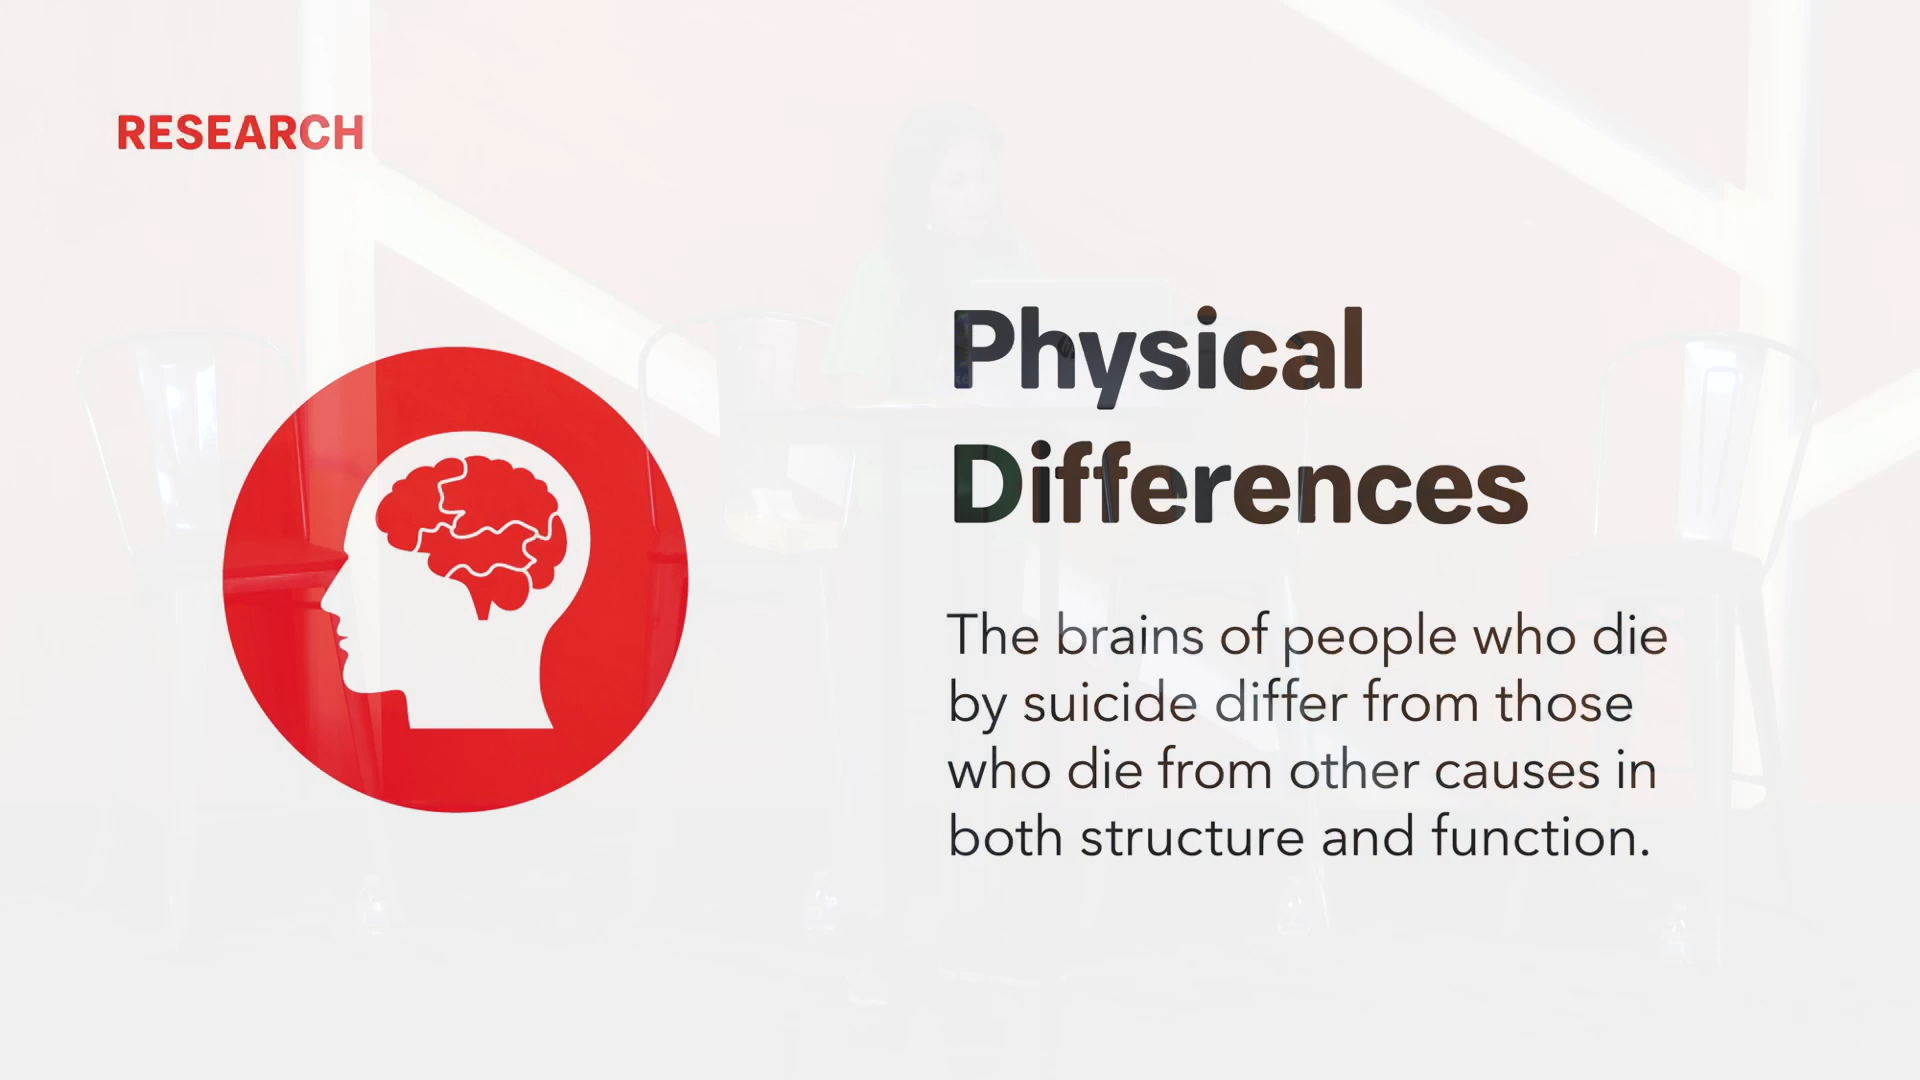 RESEARCH
Physical
Differences
The brains of people who die
by suicide differ from those
who die from other causes in
both structure and function.